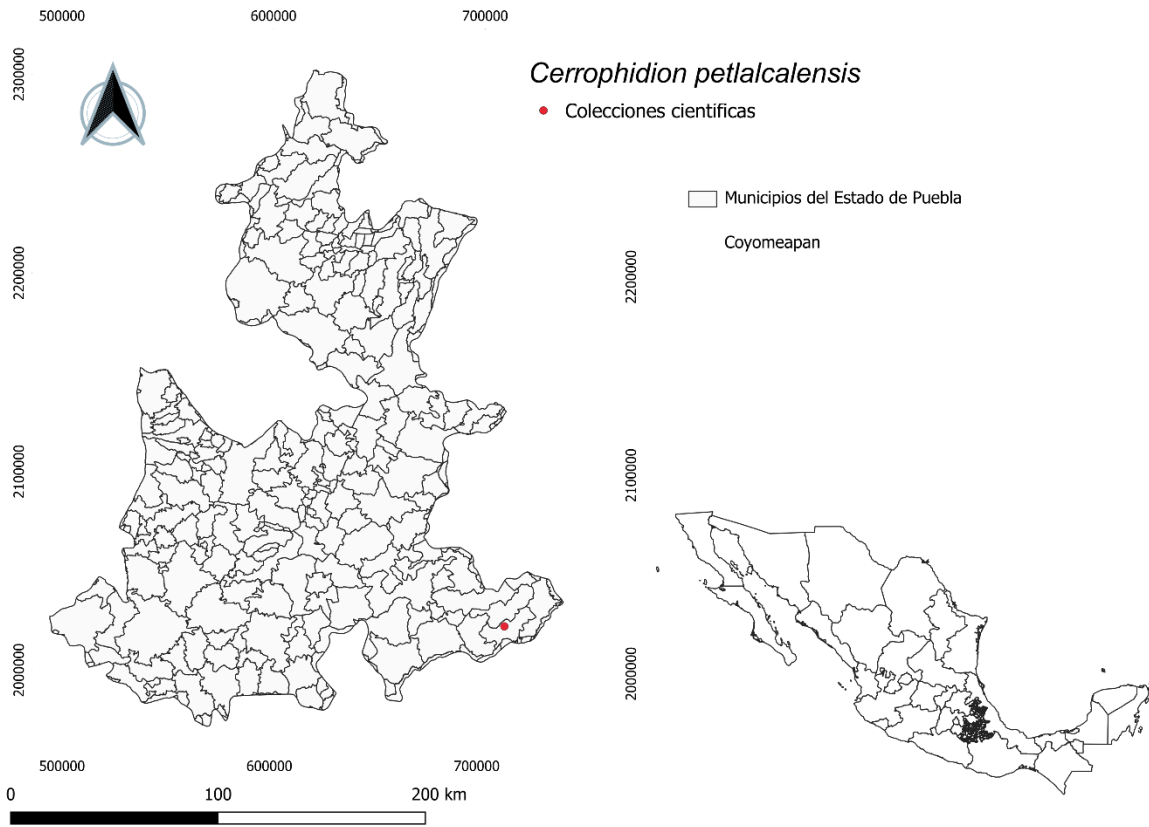 500000 600000 700000
2300000
Cerrophidion petlalcalensis
Colecciones cientificas
Municipios del Estado de Puebla
Coyomeapan
2200000 2200000
2100000 2100000
2000000 2000000
500000 600000 700000
0 100 200 km